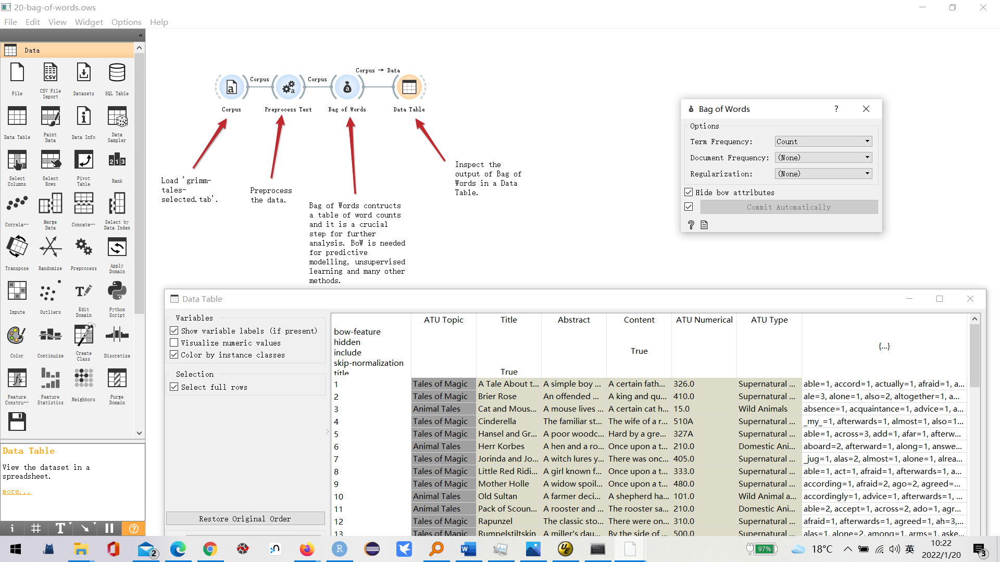 20-bag-of-words.ows
File Edit View Widget Options Help
Data
File
CSV File Import
Datasets
SQL Table
Data Table
Paint Data
Data Info
Data Sampler
Select Columns
Select Rows
Pivot Table
Rank
Correla···
Merge Data
Concate···
Select by Data Index
Transpose
Randomize
Preprocess
Apply Domain
Impute
Outliers
Edit Domain
Python Script
Color
Continuize
Create Class
Discretize
Feature Constru···
Feature Statistics
Neighbors
Purge Domain
Data Table
View the dataset in a
spreadsheet.
more...
Corpus
Corpus
Corpus → Data
Corpus
Preprocess Text
Bag of Words
Data Table
Load 'grimm-
tales-
selected.tab'.
Preprocess
the data.
Bag of Words contructs
a table of word counts
and it is a crucial
step for further
analysis. BoW is needed
for predictive
modelling, unsupervised
learning and many other
methods.
Inspect the
output of Bag of
Words in a Data
Table.
Bag of Words ?
Options
Term Frequency: Count
Document Frequency: (None)
Regularization: (None)
Hide bow attributes
Commit Automatically
Data Table
Variables
Show variable labels (if present)
Visualize numeric values
Color by instance classes
Selection
Select full rows
Restore Original Order
ATU Topic Title Abstract Content ATU Numerical ATU Type
bow-feature
hidden {...}
include True
skip-normalization
title True
1 Tales of Magic A Tale About t... A simple boy ... A certain fath... 326.0 Supernatural ... able=1, accord=1, actually=1, afraid=1, a...
2 Tales of Magic Brier Rose An offended ... A king and qu... 410.0 Supernatural ... ale=3, alone=1, also=2, altogether=1, a...
3 Animal Tales Cat and Mous... A mouse lives ... A certain cat h... 15.0 Wild Animals absence=1, acquaintance=1, advice=1, a...
4 Tales of Magic Cinderella The familiar st... The wife of a r... 510A Supernatural ... _my_=1, afterwards=1, almost=1, also=1...
5 Tales of Magic Hansel and Gr... A poor woodc... Hard by a gre... 327A Supernatural ... able=1, across=3, add=1, afar=1, afterw...
6 Animal Tales Herr Korbes A hen and a ro... Once upon a t... 210.0 Domestic Ani... aboard=2, afterward=1, along=1, answe...
7 Tales of Magic Jorinda and Jo... A witch lures y... There was onc... 405.0 Supernatural ... _jug=1, alas=2, almost=1, alone=1, alrea...
8 Tales of Magic Little Red Ridi... A girl known f... Once upon a t... 333.0 Supernatural ... able=1, act=1, afraid=1, afterwards=1, a...
9 Tales of Magic Mother Holle A widow spoil... Once upon a t... 480.0 Supernatural ... according=1, afraid=2, ago=2, agreed=...
10 Animal Tales Old Sultan A farmer deci... A shepherd ha... 101.0 Wild Animal a... accordingly=1, advice=1, afterwards=1, ...
11 Animal Tales Pack of Scoun... A rooster and ... The rooster sa... 210.0 Domestic Ani... able=2, accept=1, across=2, ado=1, agr...
12 Tales of Magic Rapunzel The classic sto... There were on... 310.0 Supernatural ... afraid=1, afterwards=1, agreed=1, ah=3,...
13 Tales of Magic Rumpelstiltskin A miller's dau... By the side of ... 500.0 Supernatural ... alas=1, alone=2, among=1, arms=1, aske...
2
97% 18°C 英 10:22
2022/1/20
3